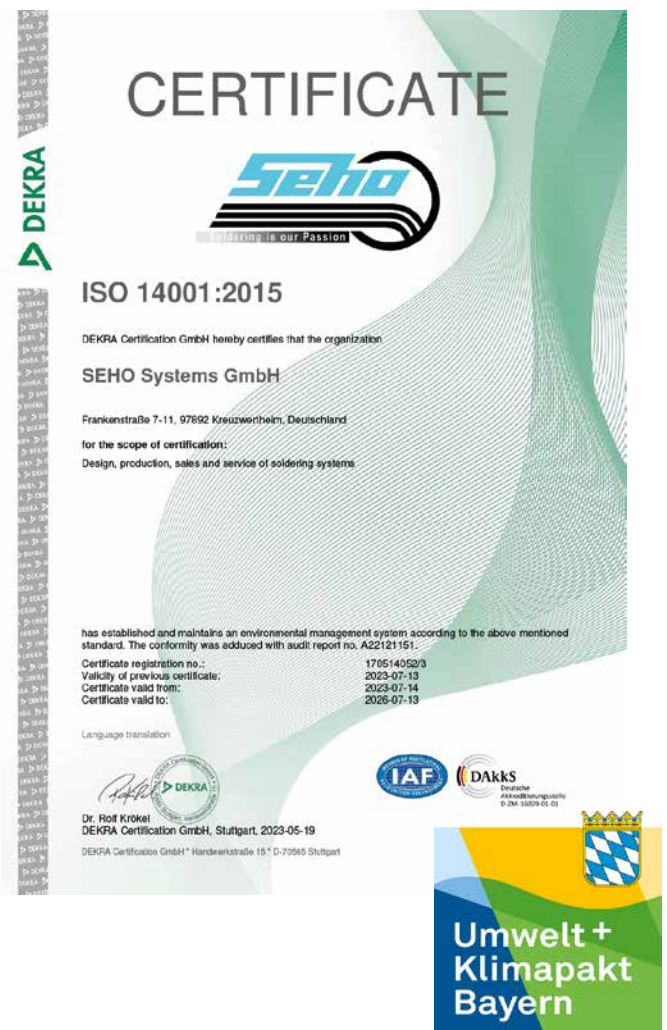 CERTIFICATE
DEKRA
Seho
Soldering is our Passion
ISO 14001:2015
DEKRA Certification GmbH hereby certifies that the organization
SEHO Systems GmbH
Frankenstraße 7-11, 97892 Kreuzwertheim, Deutschland
for the scope of certification:
Design, production, sales and service of soldering systems
has established and maintains an environmental management system according to the above mentioned
standard. The conformity was adduced with audit report no. A22121151.
Certificate registration no.: 170514052/3
Validity of previous certificate: 2023-07-13
Certificate valid from: 2023-07-14
Certificate valid to: 2026-07-13
Language translation
DEKRA
IAF
DAkkS
Deutsche
Akkreditierungsstelle
D-ZM-16029-01-01
Dr. Rolf Krökel
DEKRA Certification GmbH, Stuttgart, 2023-05-19
DEKRA Certification GmbH * Handwerkstraße 15 * D-70565 Stuttgart
Umwelt+
Klimapakt
Bayern